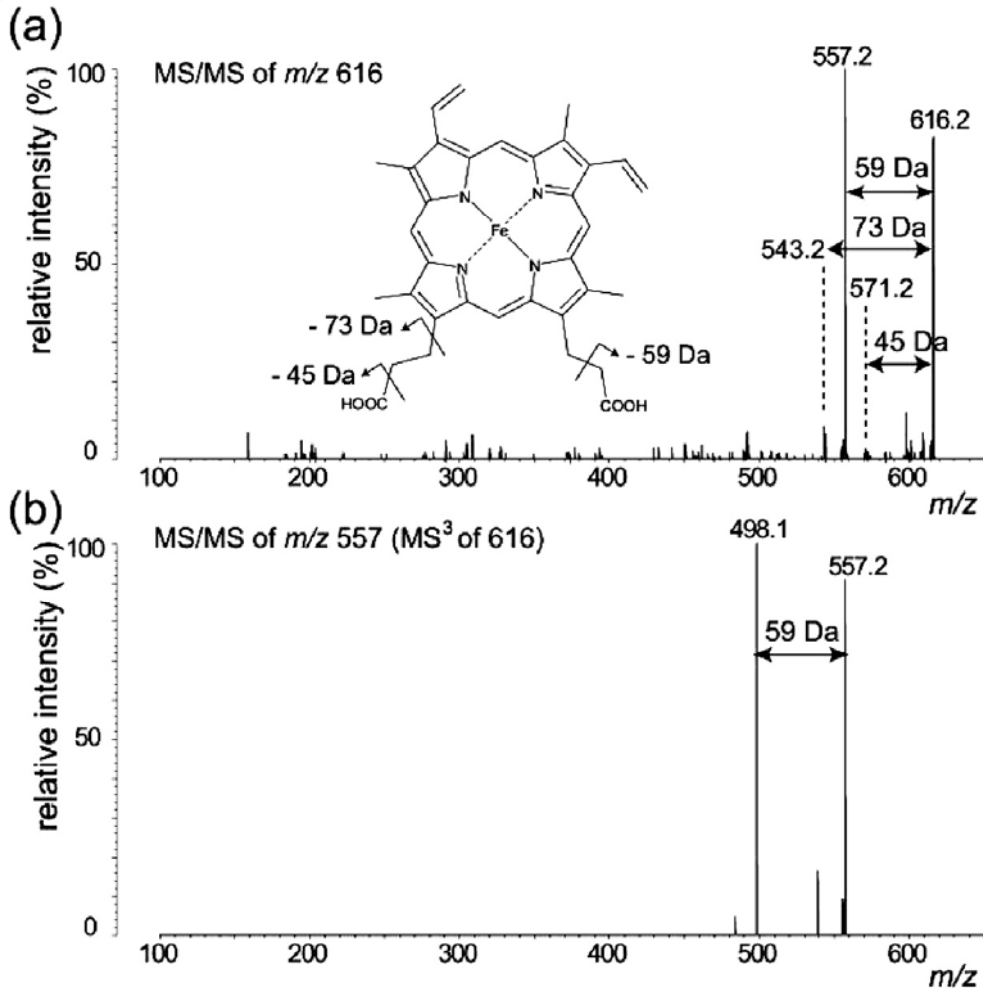 (a)
MS/MS of m/z 616
relative intensity (%)
100
50
0
557.2
616.2
59 Da
73 Da
543.2
571.2
45 Da
N
N
Fe
N
N
- 73 Da
- 45 Da
- 59 Da
HOOC
COOH
100 200 300 400 500 600
m/z
(b)
MS/MS of m/z 557 (MS³ of 616)
relative intensity (%)
100
50
0
498.1
557.2
59 Da
100 200 300 400 500 600
m/z